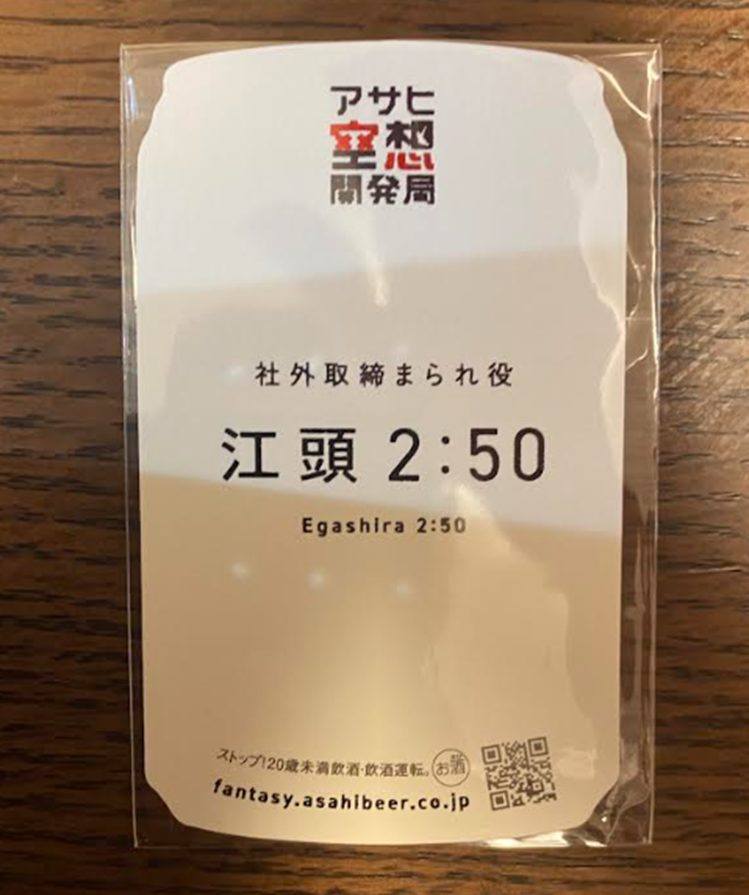 アサヒ
空想
開発局
社外取締まられ役
江頭 2:50
Egashira 2:50
ストップ!20歳未満飲酒・飲酒運転。お酒
fantasy.asahibeer.co.jp